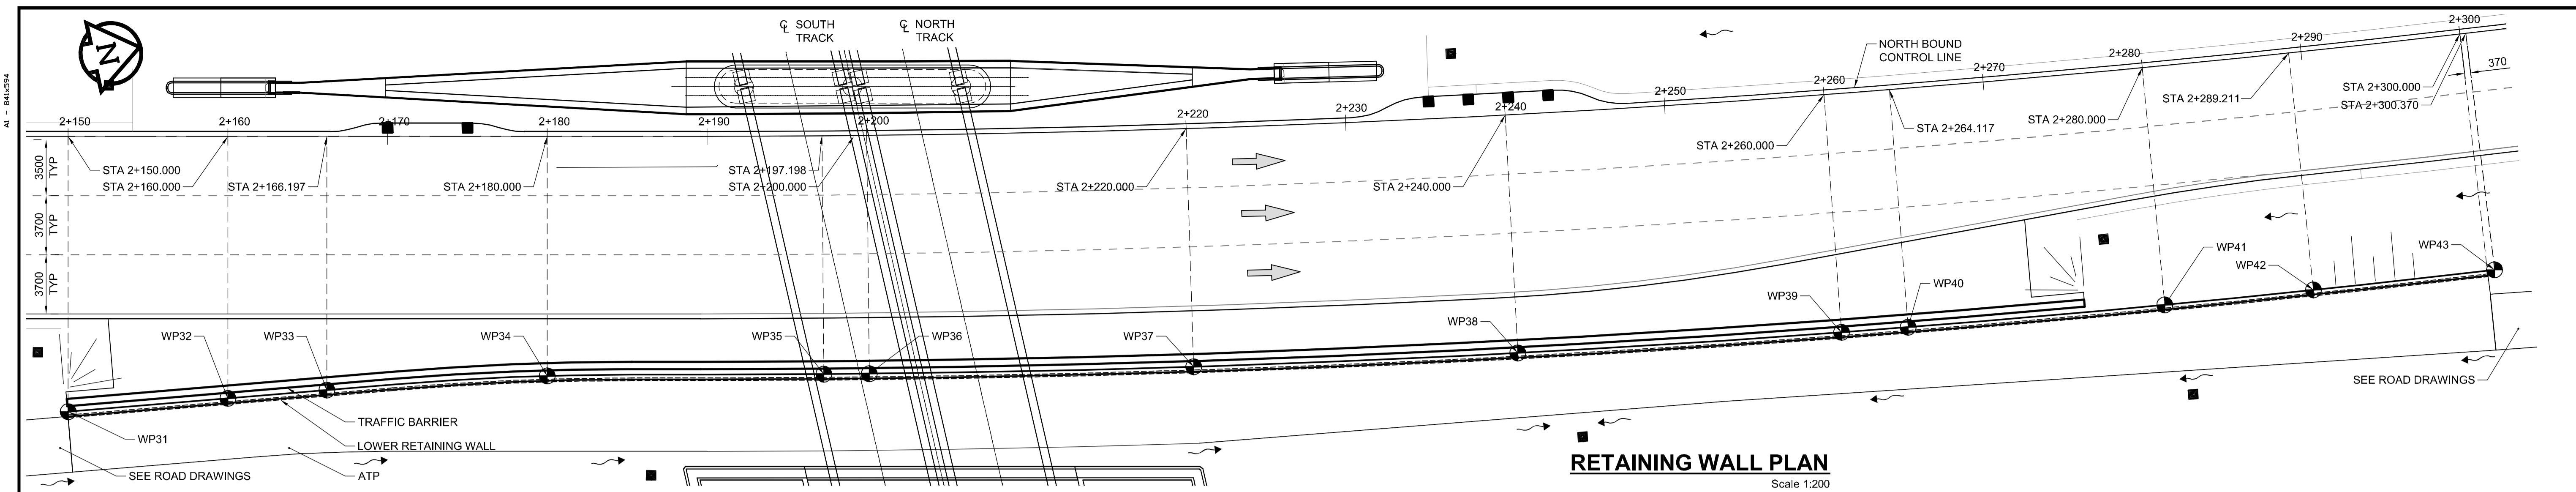 A1 - 841x594
N
℄ SOUTH
TRACK
℄ NORTH
TRACK
NORTH BOUND
CONTROL LINE
2+150
2+160
2+170
2+180
2+190
2+200
2+220
2+230
2+240
2+250
2+260
2+270
2+280
2+290
2+300
370
STA 2+150.000
STA 2+160.000
STA 2+166.197
STA 2+180.000
STA 2+197.198
STA 2+200.000
STA 2+220.000
STA 2+240.000
STA 2+260.000
STA 2+264.117
STA 2+280.000
STA 2+289.211
STA 2+300.000
STA 2+300.370
3500
TYP
3700
TYP
3700
TYP
WP31
WP32
WP33
WP34
WP35
WP36
WP37
WP38
WP39
WP40
WP41
WP42
WP43
TRAFFIC BARRIER
LOWER RETAINING WALL
SEE ROAD DRAWINGS
ATP
SEE ROAD DRAWINGS
RETAINING WALL PLAN
Scale 1:200